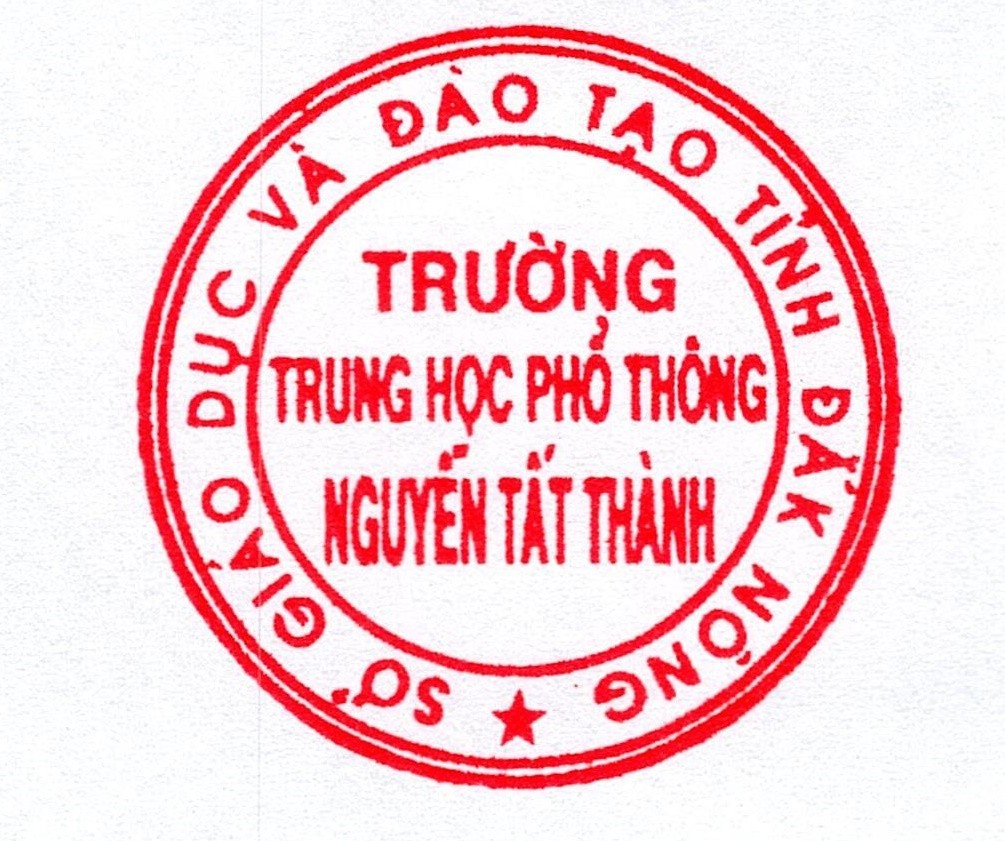 SỞ GIÁO DỤC VÀ ĐÀO TẠO TỈNH ĐẮK NÔNG
TRƯỜNG
TRUNG HỌC PHỔ THÔNG
NGUYỄN TẤT THÀNH